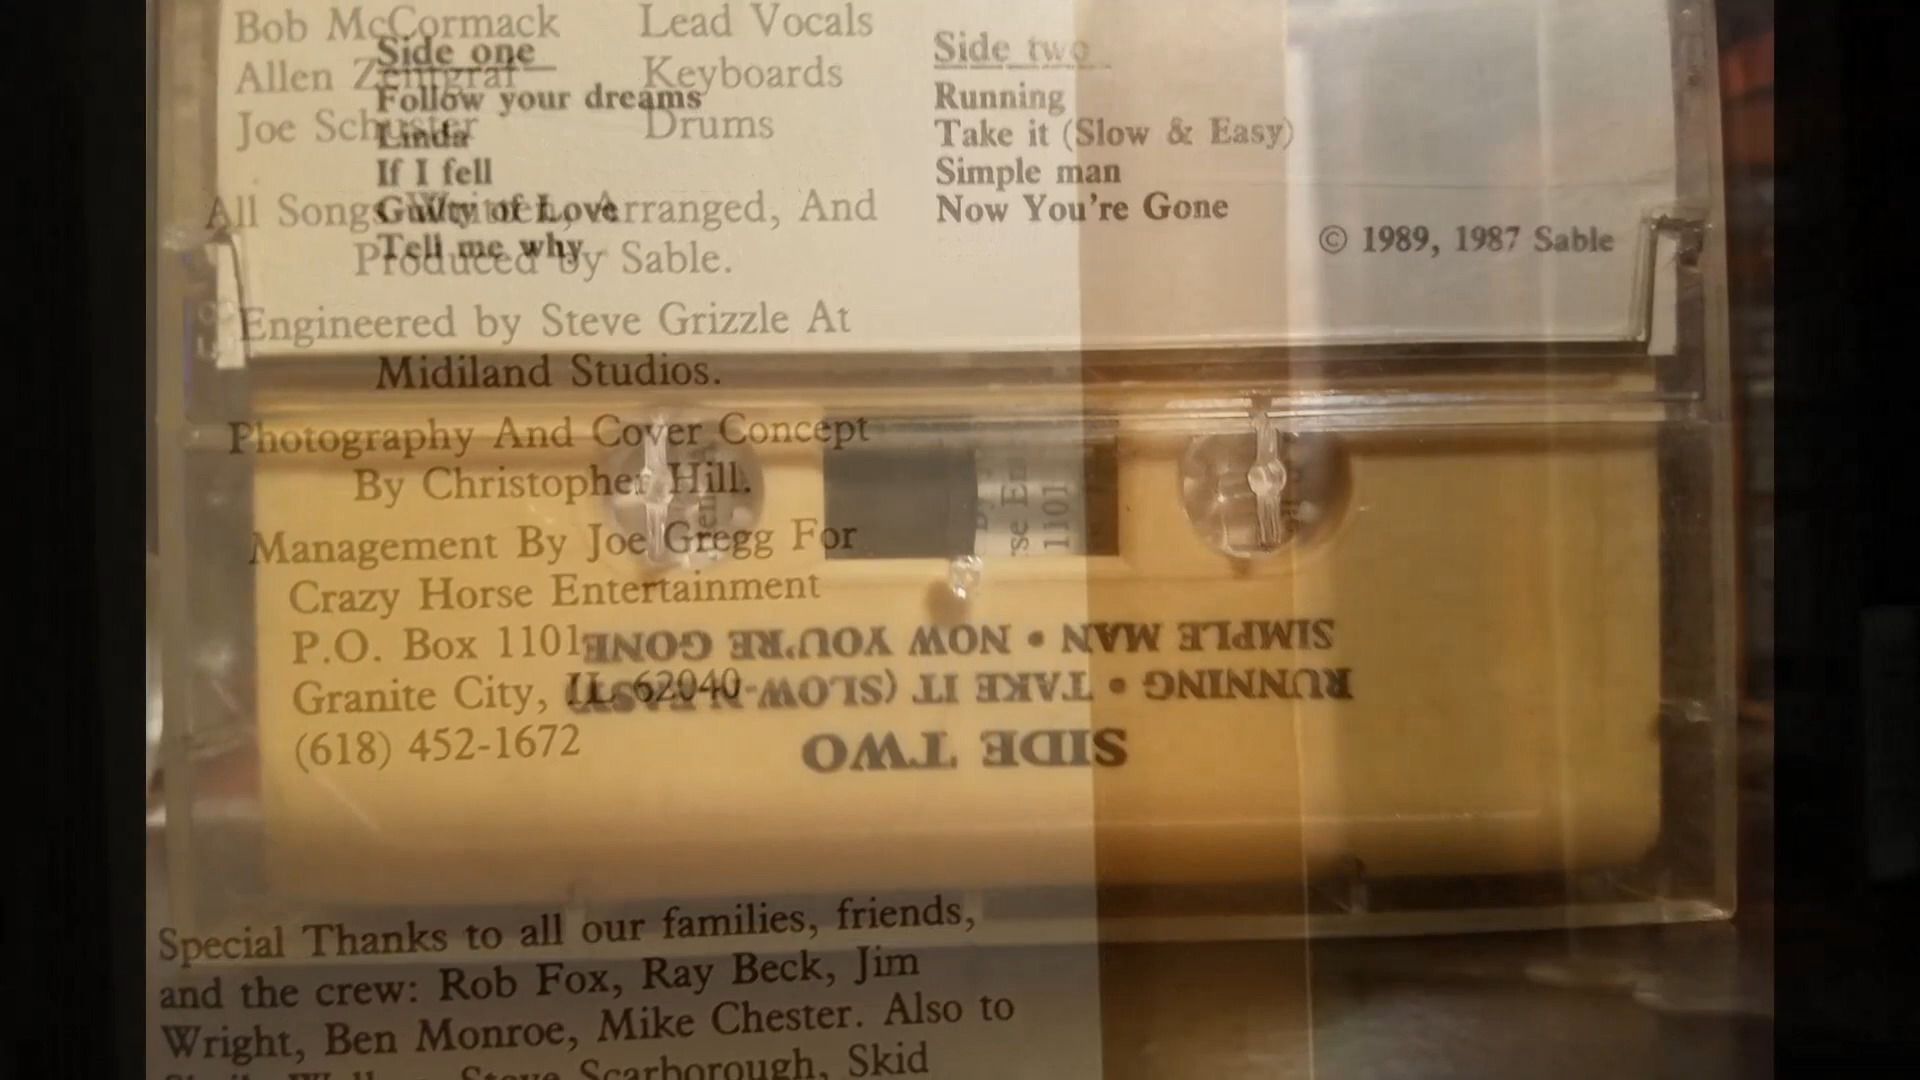 Bob McCormack Lead Vocals
Allen Zentgraf Keyboards
Joe Schuster Drums
All Songs Written, Arranged, And
Produced by Sable.
Engineered by Steve Grizzle At
Midiland Studios.
Photography And Cover Concept
By Christopher Hill.
Management By Joe Gregg For
Crazy Horse Entertainment
P.O. Box 1101
Granite City, IL 62040
(618) 452-1672
Special Thanks to all our families, friends,
and the crew: Rob Fox, Ray Beck, Jim
Wright, Ben Monroe, Mike Chester. Also to
Steve Scarborough, Skid
Side one
Follow your dreams
Linda
If I fell
Guilty of Love
Tell me why
Side two
Running
Take it (Slow & Easy)
Simple man
Now You're Gone
© 1989, 1987 Sable
1101
SIDE TWO
RUNNING • TAKE IT (SLOW-N-EASY)
SIMPLE MAN • NOW YOU'RE GONE